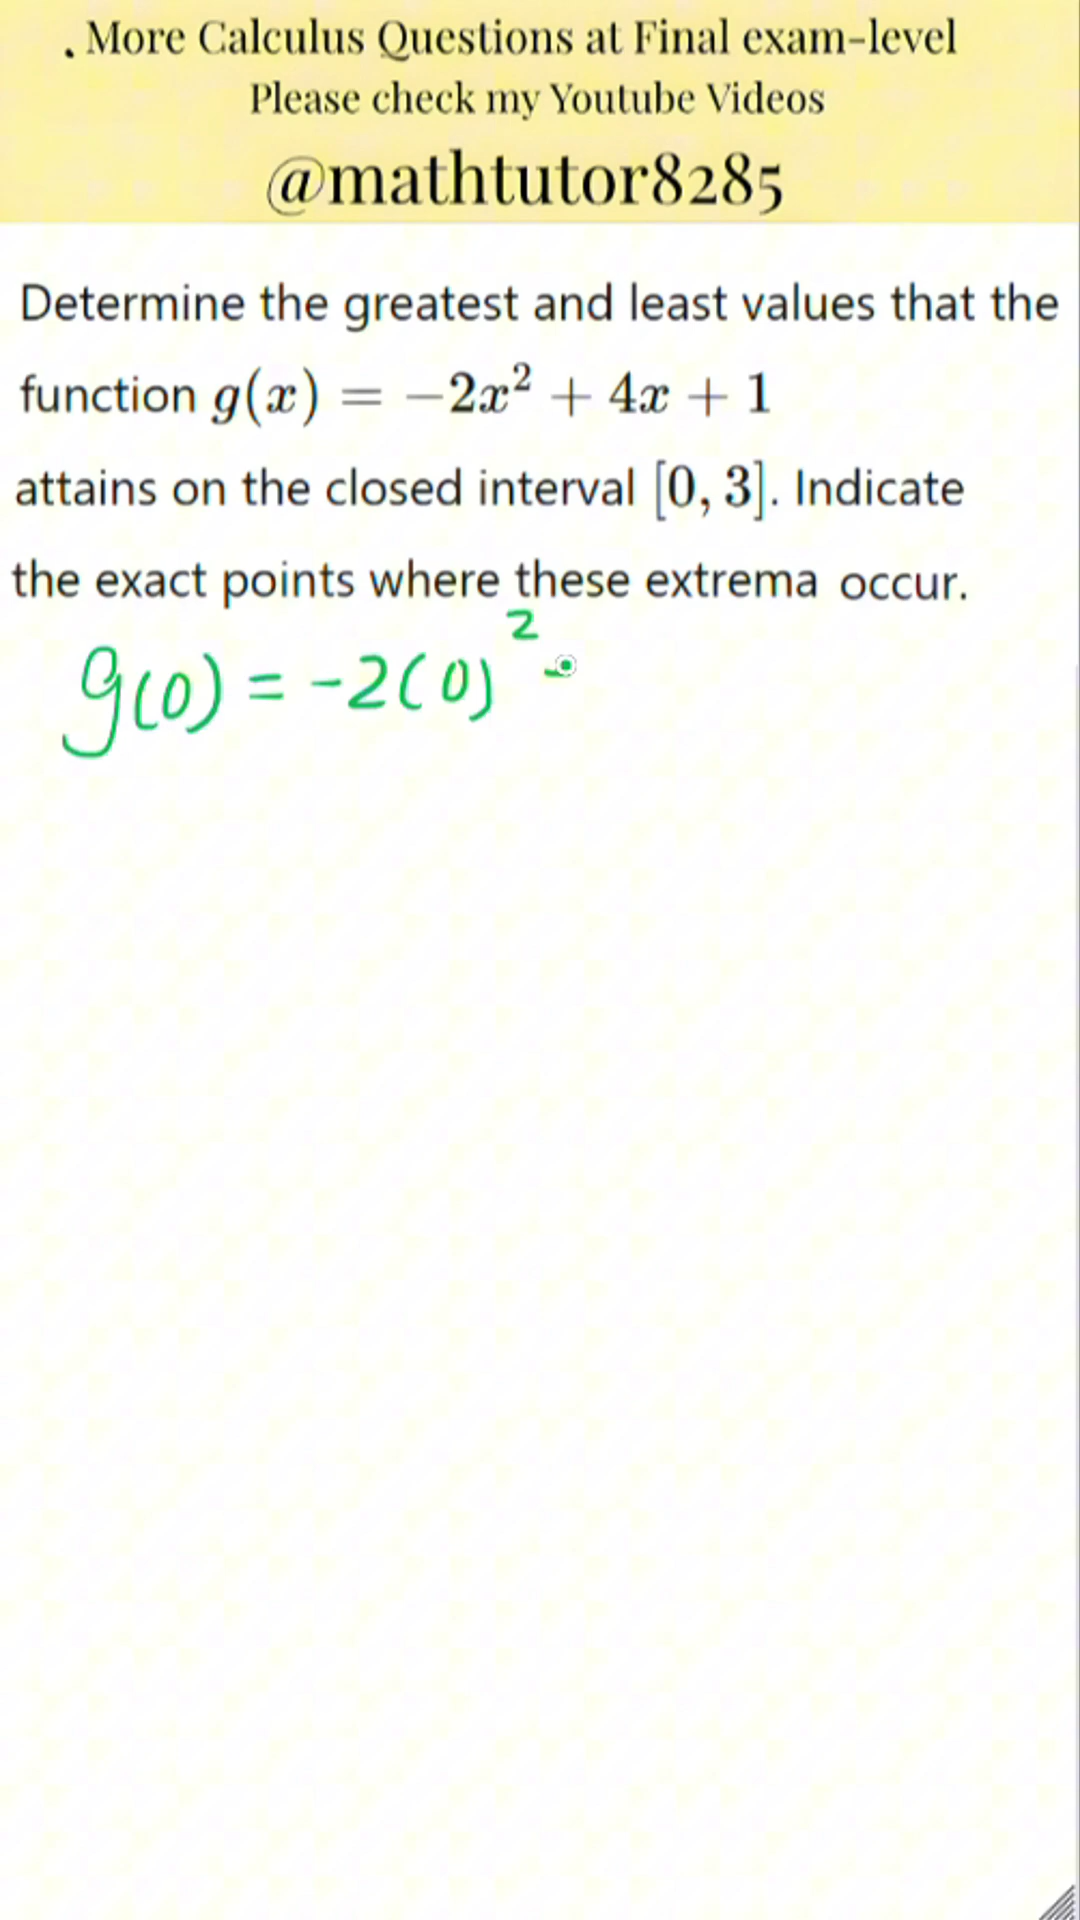 . More Calculus Questions at Final exam-level
Please check my Youtube Videos
@mathtutor8285
Determine the greatest and least values that the
function g(x) = −2x² + 4x + 1
attains on the closed interval [0, 3]. Indicate
the exact points where these extrema occur.
g(0) = -2(0)²